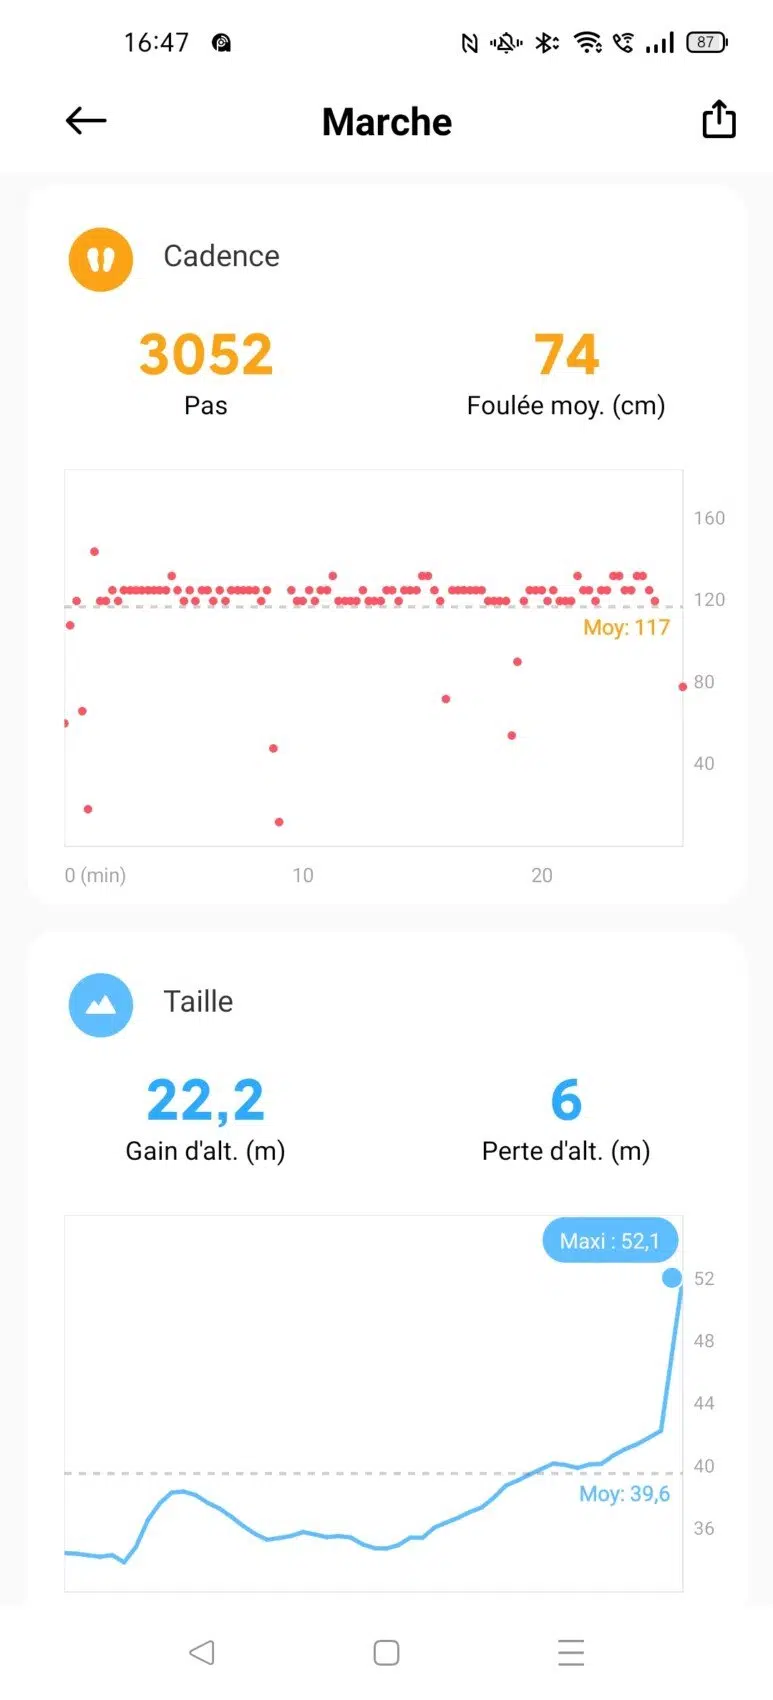 16:47
87
Marche
Cadence
3052 74
Pas Foulée moy. (cm)
160
120
Moy: 117
80
40
0 (min) 10 20
Taille
22,2 6
Gain d'alt. (m) Perte d'alt. (m)
Maxi : 52,1
52
48
44
40
Moy: 39,6
36